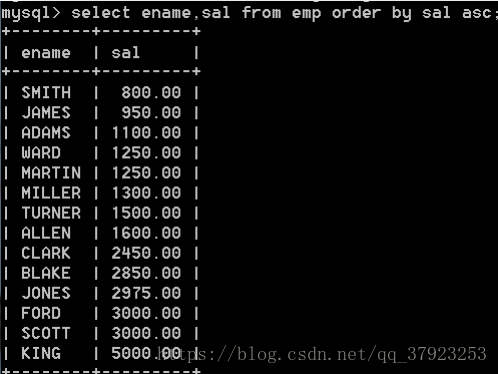 mysql> select ename,sal from emp order by sal asc;
+--------+---------+
| ename | sal |
+--------+---------+
| SMITH | 800.00 |
| JAMES | 950.00 |
| ADAMS | 1100.00 |
| WARD | 1250.00 |
| MARTIN | 1250.00 |
| MILLER | 1300.00 |
| TURNER | 1500.00 |
| ALLEN | 1600.00 |
| CLARK | 2450.00 |
| BLAKE | 2850.00 |
| JONES | 2975.00 |
| FORD | 3000.00 |
| SCOTT | 3000.00 |
| KING | 5000.00 |
+--------+---------+
https://blog.csdn.net/qq_37923253